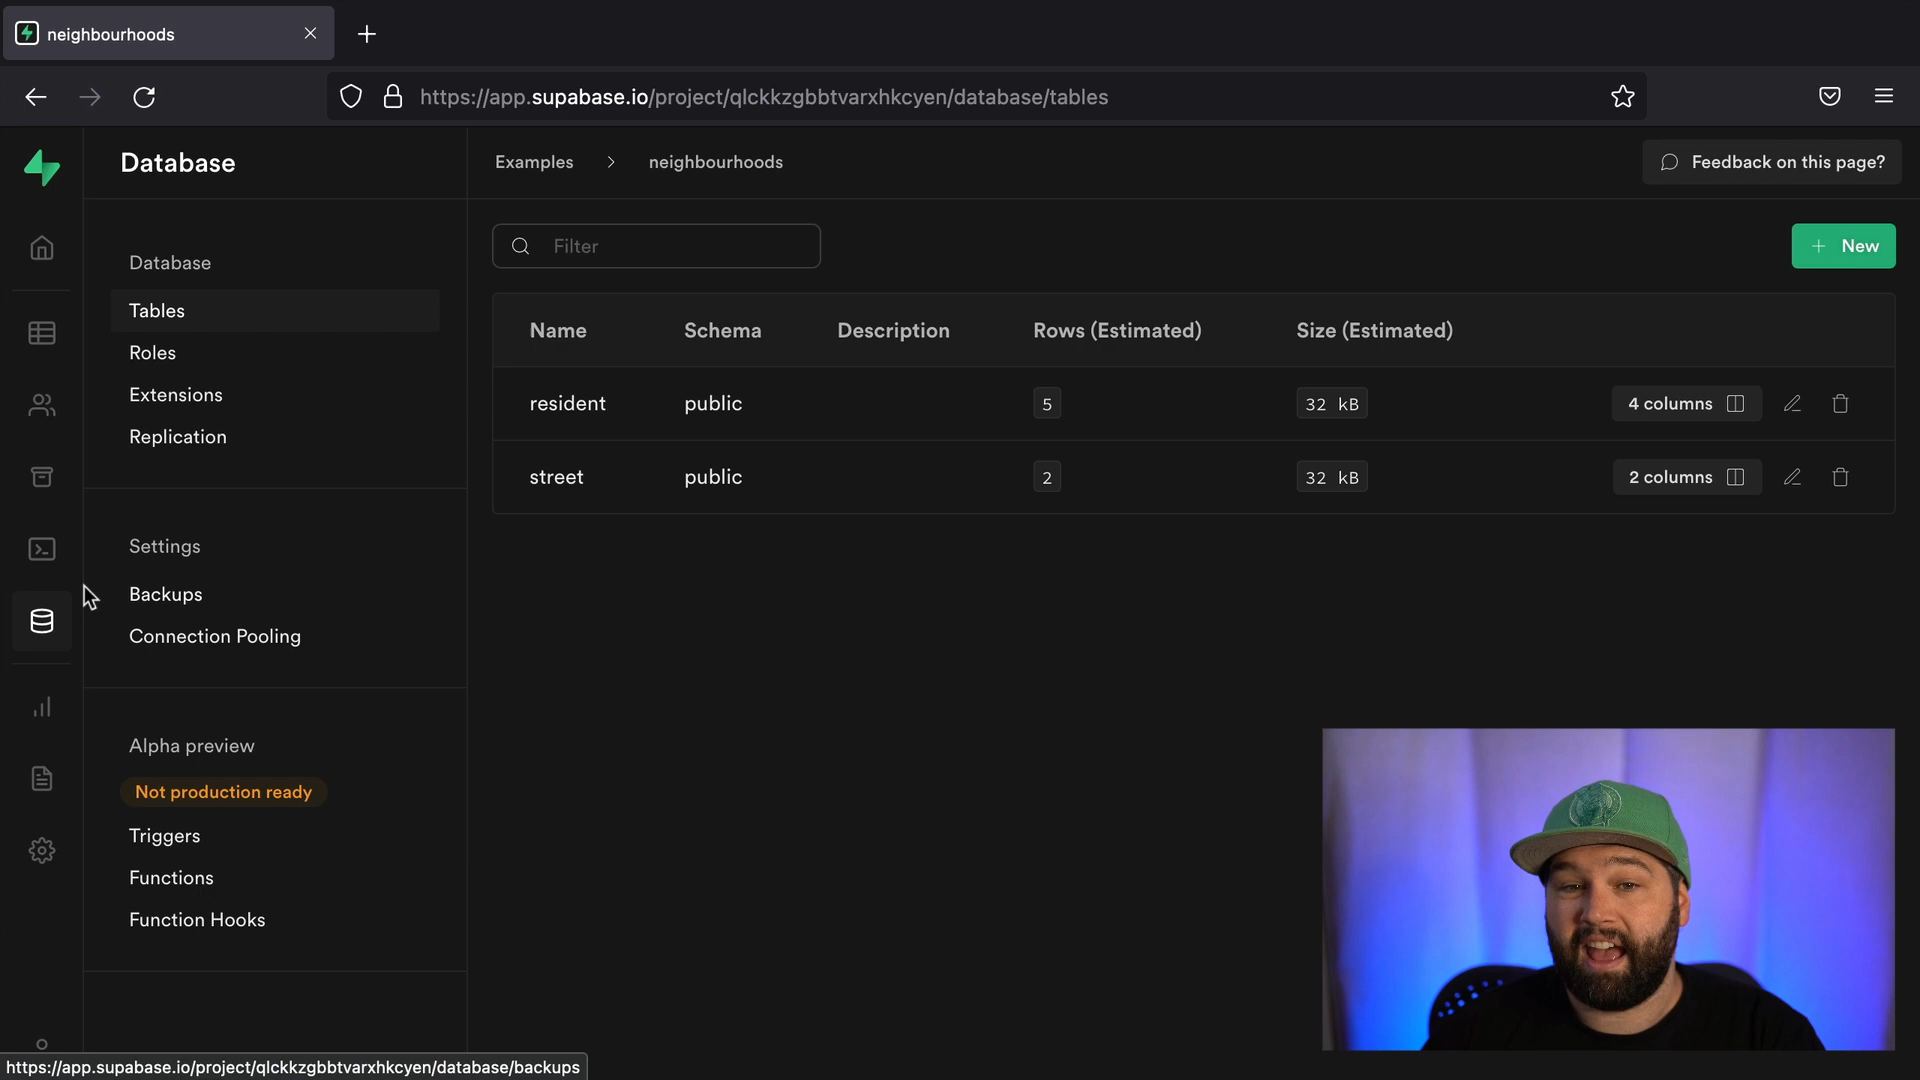 neighbourhoods
https://app.supabase.io/project/qlckkzgbbtvarxhkcyen/database/tables
Database
Examples > neighbourhoods
Feedback on this page?
Database
Tables
Roles
Extensions
Replication
Settings
Backups
Connection Pooling
Alpha preview
Not production ready
Triggers
Functions
Function Hooks
Filter
+ New
Name Schema Description Rows (Estimated) Size (Estimated)
resident public 5 32 kB 4 columns
street public 2 32 kB 2 columns
https://app.supabase.io/project/qlckkzgbbtvarxhkcyen/database/backups